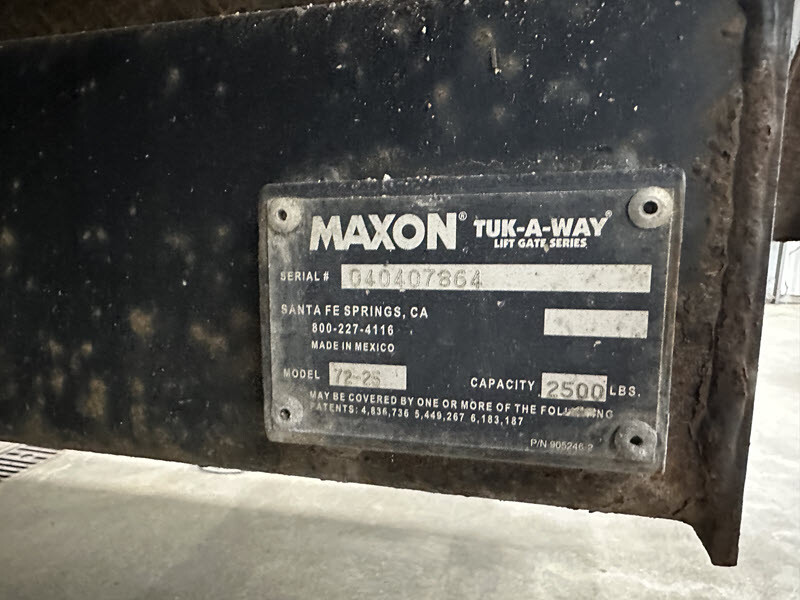 MAXON® TUK-A-WAY®
LIFT GATE SERIES
SERIAL # 040407864
SANTA FE SPRINGS, CA
800-227-4116
MADE IN MEXICO
MODEL 72-25 CAPACITY 2500 LBS.
MAY BE COVERED BY ONE OR MORE OF THE FOLLOWING
PATENTS: 4,836,736 5,449,267 6,183,187
P/N 905246-2